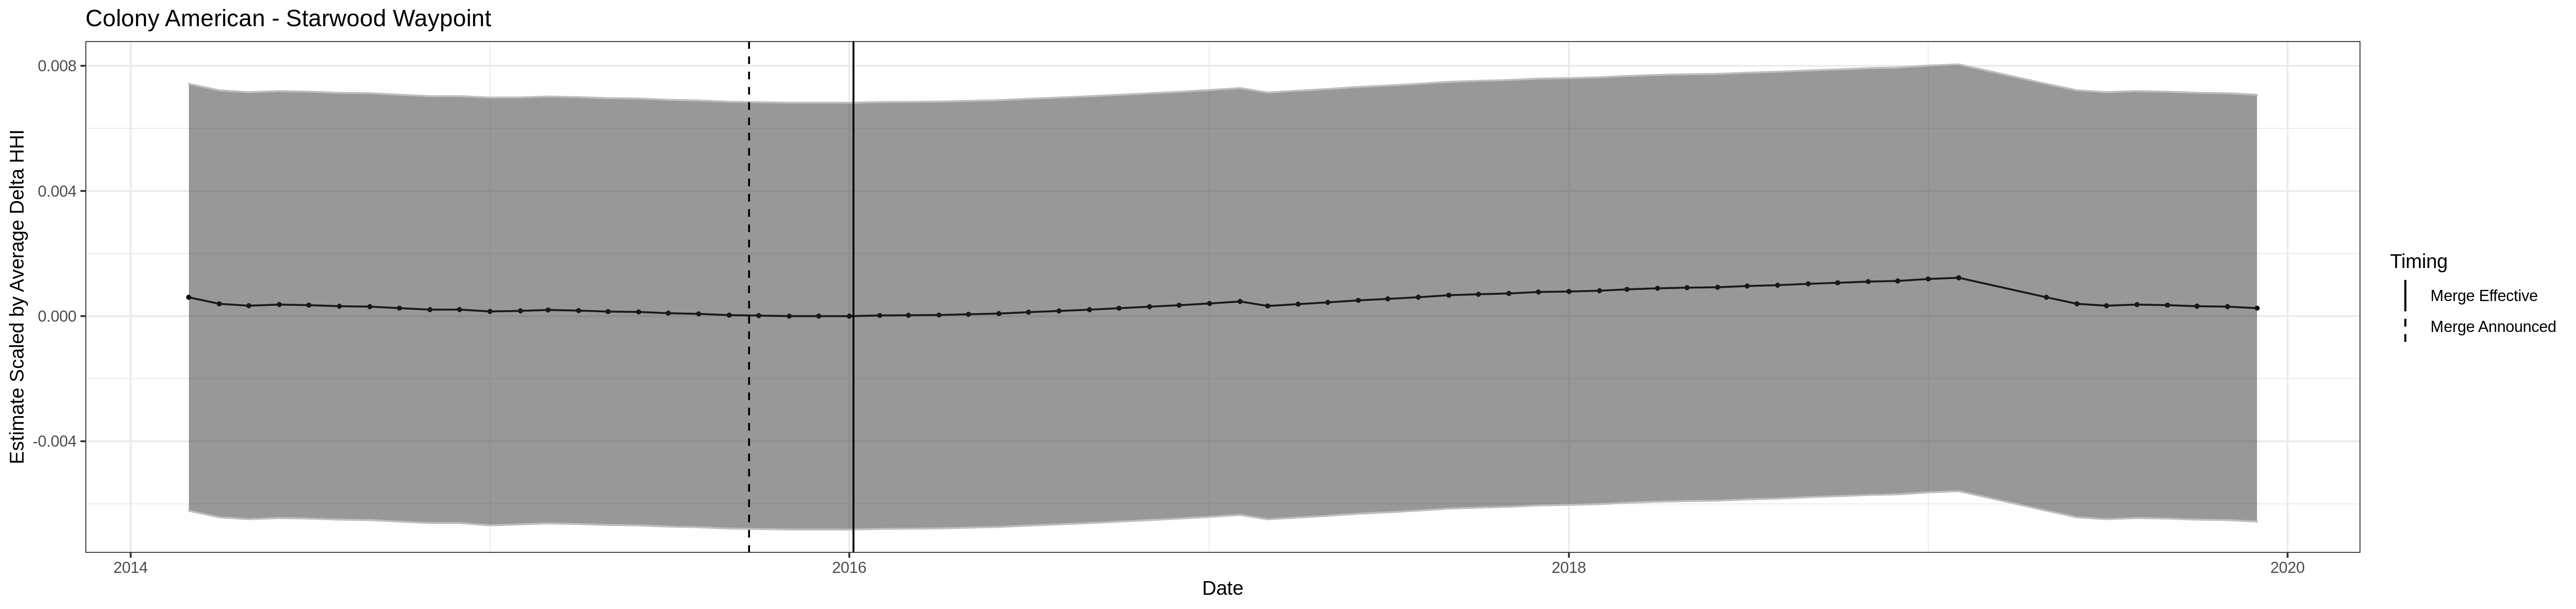 Colony American - Starwood Waypoint
Estimate Scaled by Average Delta HHI
0.008
0.004
0.000
-0.004
2014
2016
2018
2020
Date
Timing
Merge Effective
Merge Announced